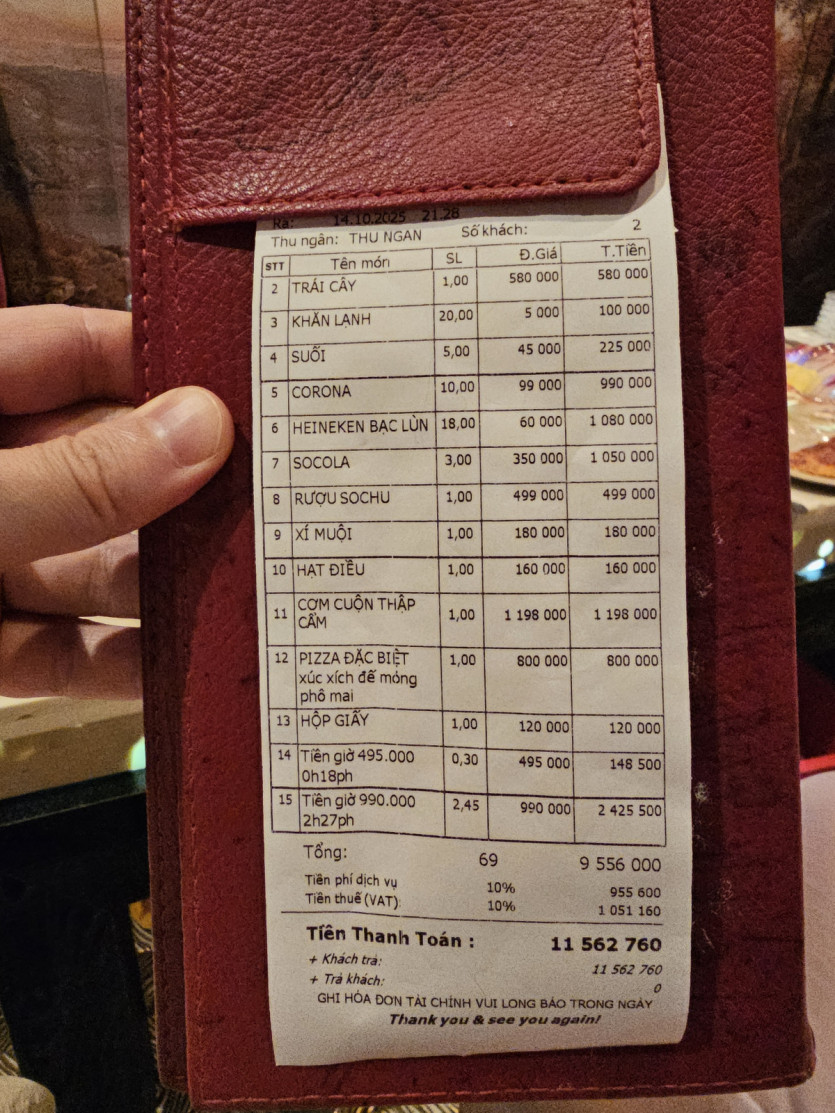 Ra: 14.10.2025 21.28
Thu ngân: THU NGAN Số khách: 2
STT Tên món SL Đ.Giá T.Tiền
2 TRÁI CÂY 1,00 580 000 580 000
3 KHĂN LẠNH 20,00 5 000 100 000
4 SUỐI 5,00 45 000 225 000
5 CORONA 10,00 99 000 990 000
6 HEINEKEN BẠC LÙN 18,00 60 000 1 080 000
7 SOCOLA 3,00 350 000 1 050 000
8 RƯỢU SOCHU 1,00 499 000 499 000
9 XÍ MUỘI 1,00 180 000 180 000
10 HẠT ĐIỀU 1,00 160 000 160 000
11 CƠM CUỘN THẬP 1,00 1 198 000 1 198 000
CẨM
12 PIZZA ĐẶC BIỆT 1,00 800 000 800 000
xúc xích đế mỏng
phô mai
13 HỘP GIẤY 1,00 120 000 120 000
14 Tiền giờ 495.000 0,30 495 000 148 500
0h18ph
15 Tiền giờ 990.000 2,45 990 000 2 425 500
2h27ph
Tổng: 69 9 556 000
Tiền phí dịch vụ 10% 955 600
Tiền thuế (VAT): 10% 1 051 160
Tiền Thanh Toán : 11 562 760
+ Khách trả: 11 562 760
+ Trả khách: 0
GHI HÓA ĐƠN TÀI CHÍNH VUI LONG BÁO TRONG NGÀY
Thank you & see you again!